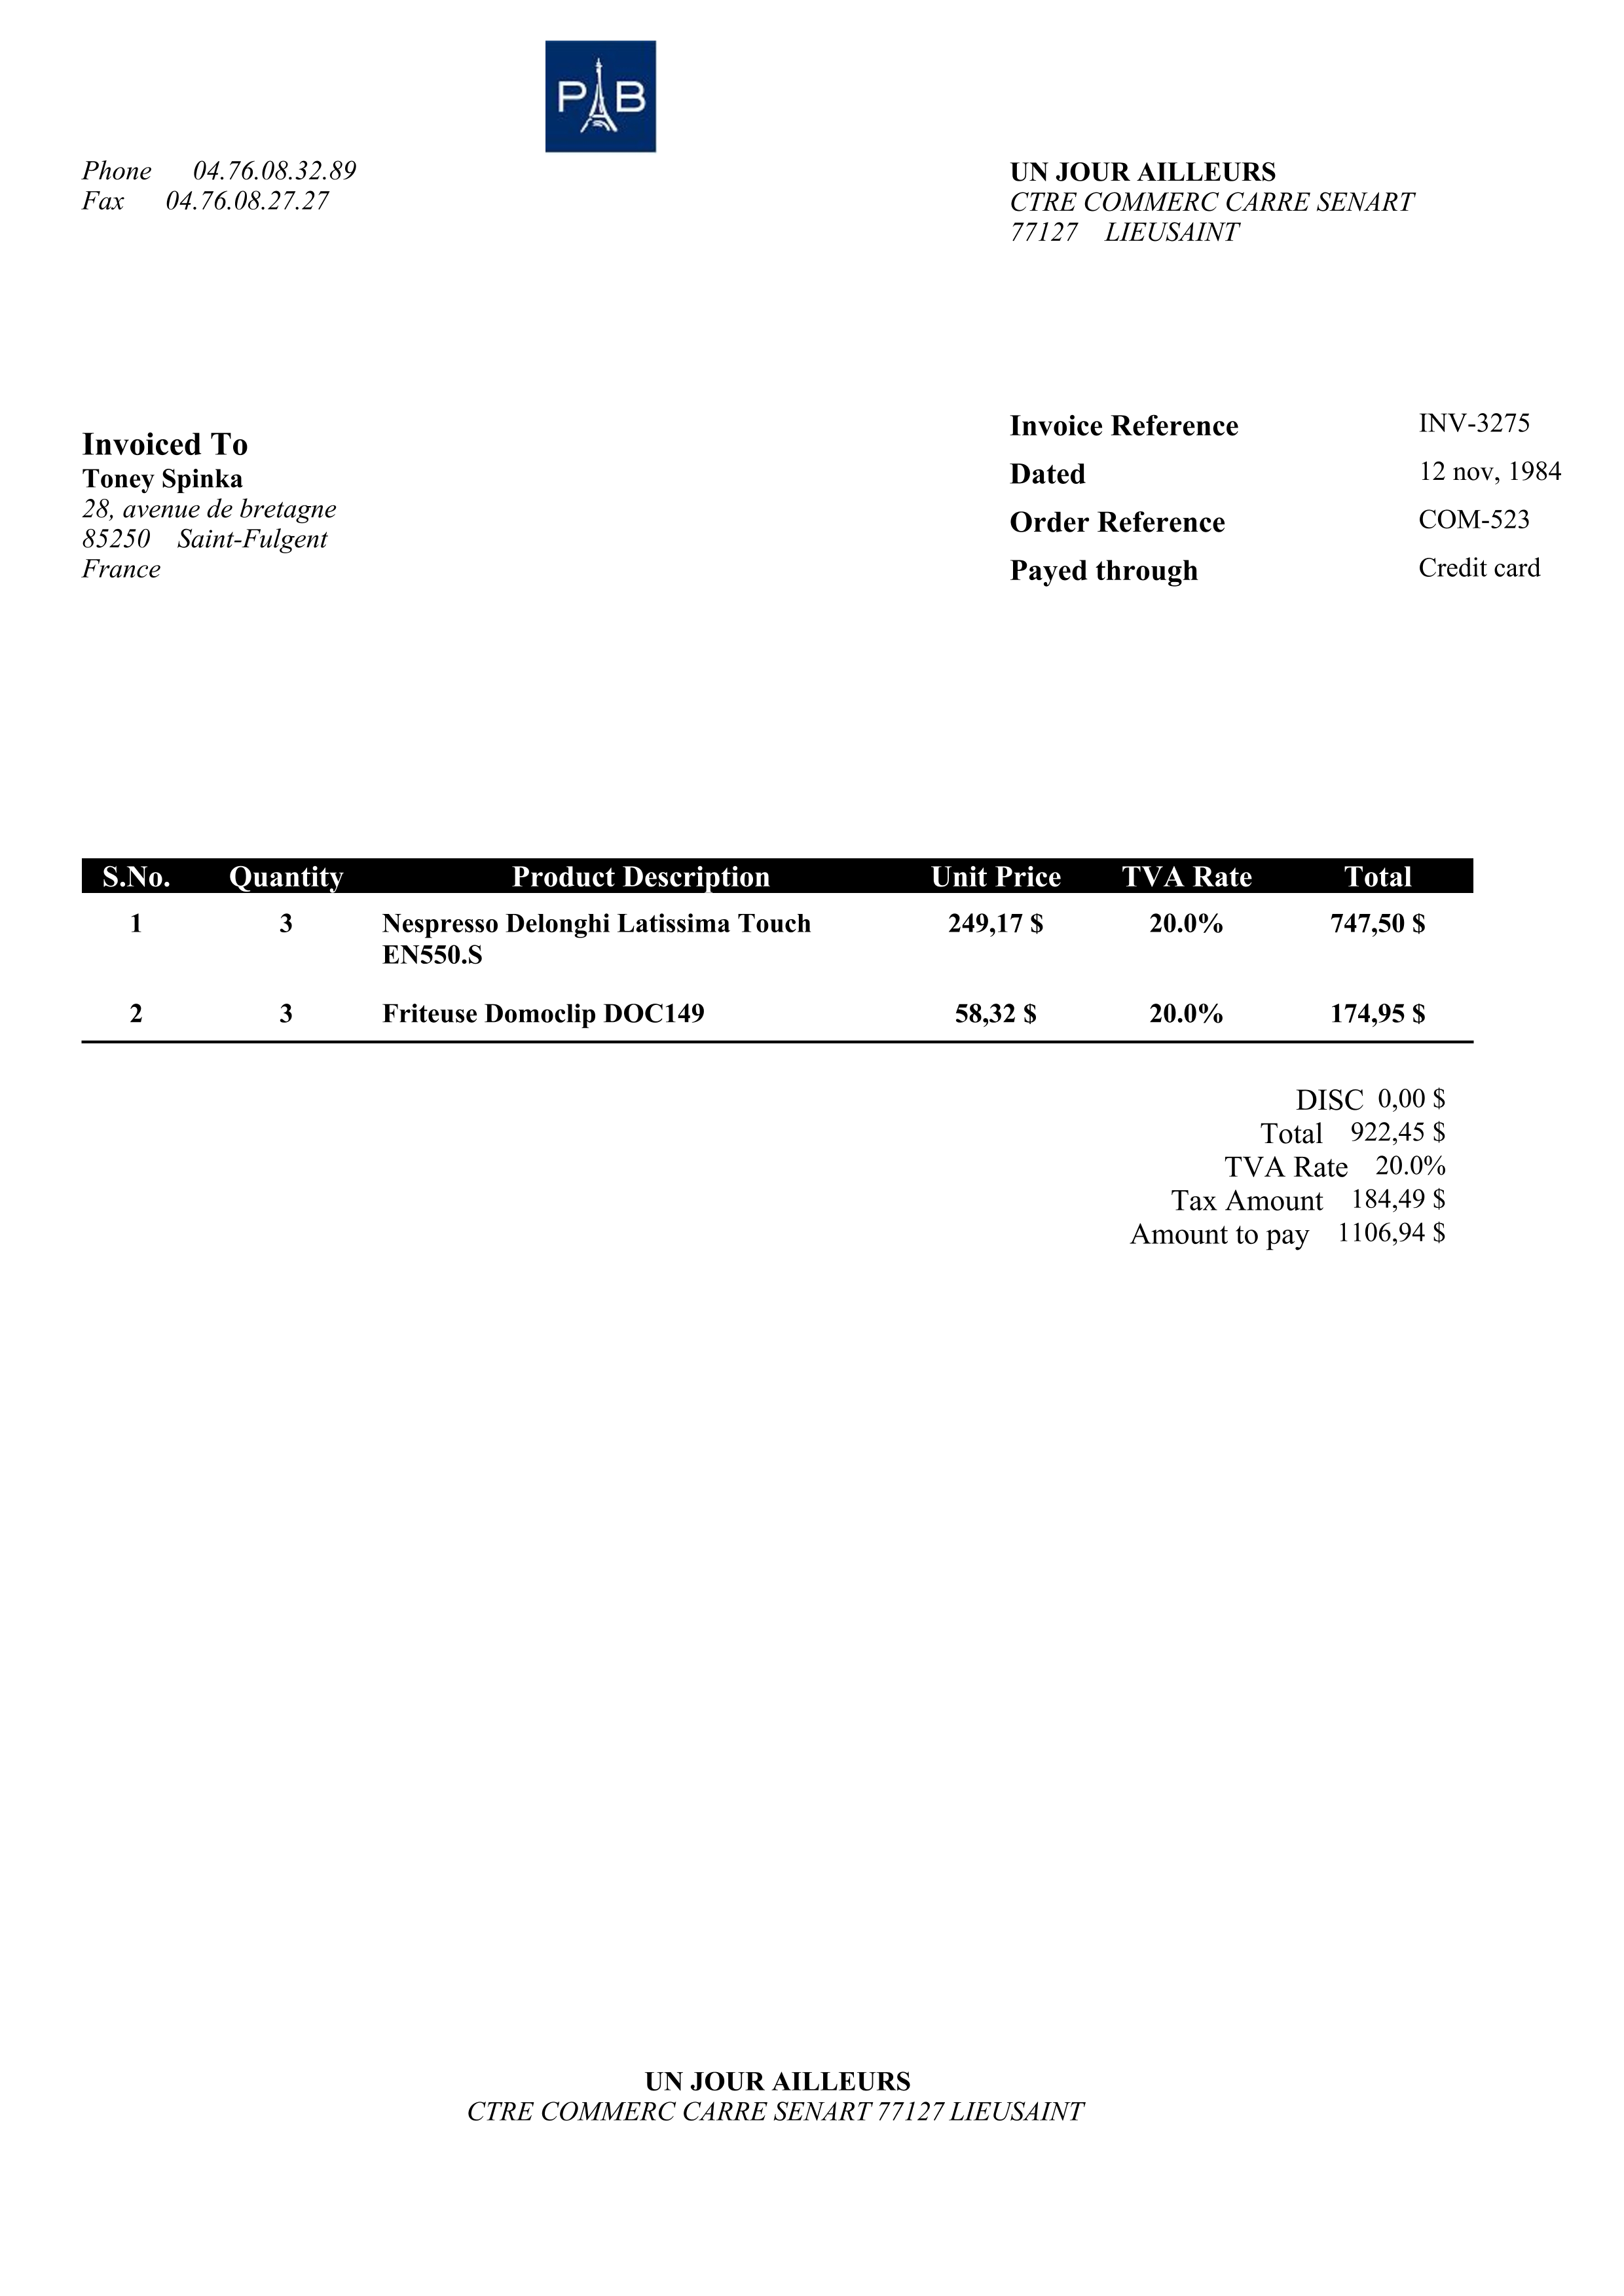 PB
Phone 04.76.08.32.89
Fax 04.76.08.27.27
UN JOUR AILLEURS
CTRE COMMERC CARRE SENART
77127 LIEUSAINT
Invoiced To
Toney Spinka
28, avenue de bretagne
85250 Saint-Fulgent
France
Invoice Reference INV-3275
Dated 12 nov, 1984
Order Reference COM-523
Payed through Credit card
S.No. Quantity Product Description Unit Price TVA Rate Total
1 3 Nespresso Delonghi Latissima Touch 249,17 $ 20.0% 747,50 $
EN550.S
2 3 Friteuse Domoclip DOC149 58,32 $ 20.0% 174,95 $
DISC 0,00 $
Total 922,45 $
TVA Rate 20.0%
Tax Amount 184,49 $
Amount to pay 1106,94 $
UN JOUR AILLEURS
CTRE COMMERC CARRE SENART 77127 LIEUSAINT